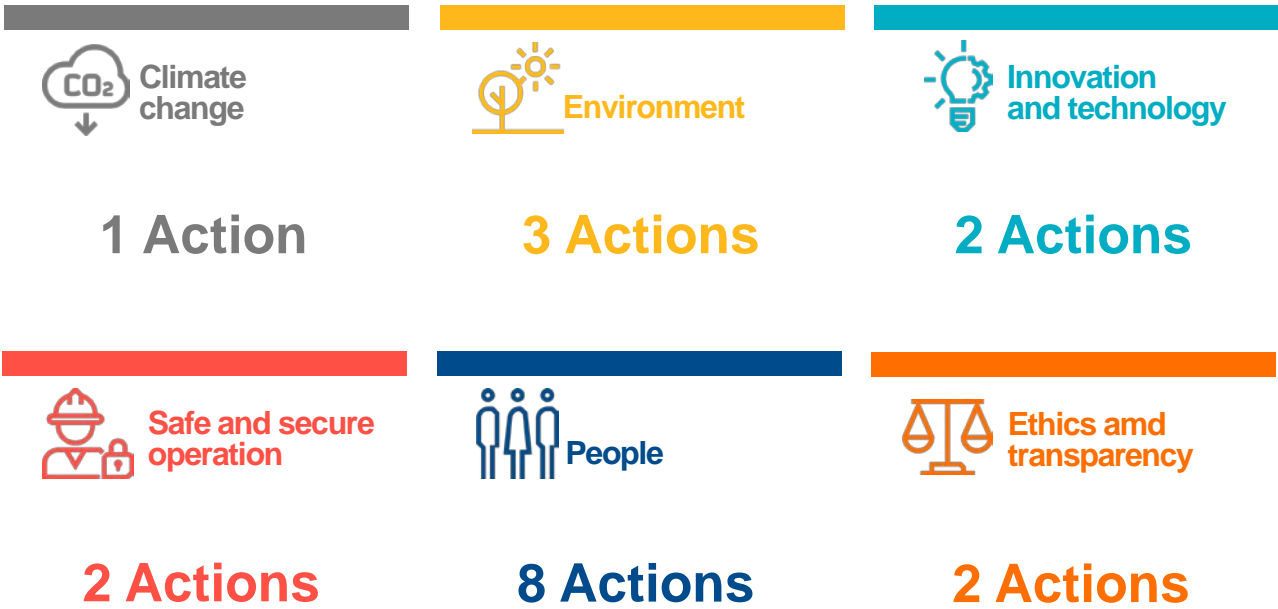 CO₂
Climate
change
Environment
Innovation
and technology
1 Action
3 Actions
2 Actions
Safe and secure
operation
People
Ethics amd
transparency
2 Actions
8 Actions
2 Actions